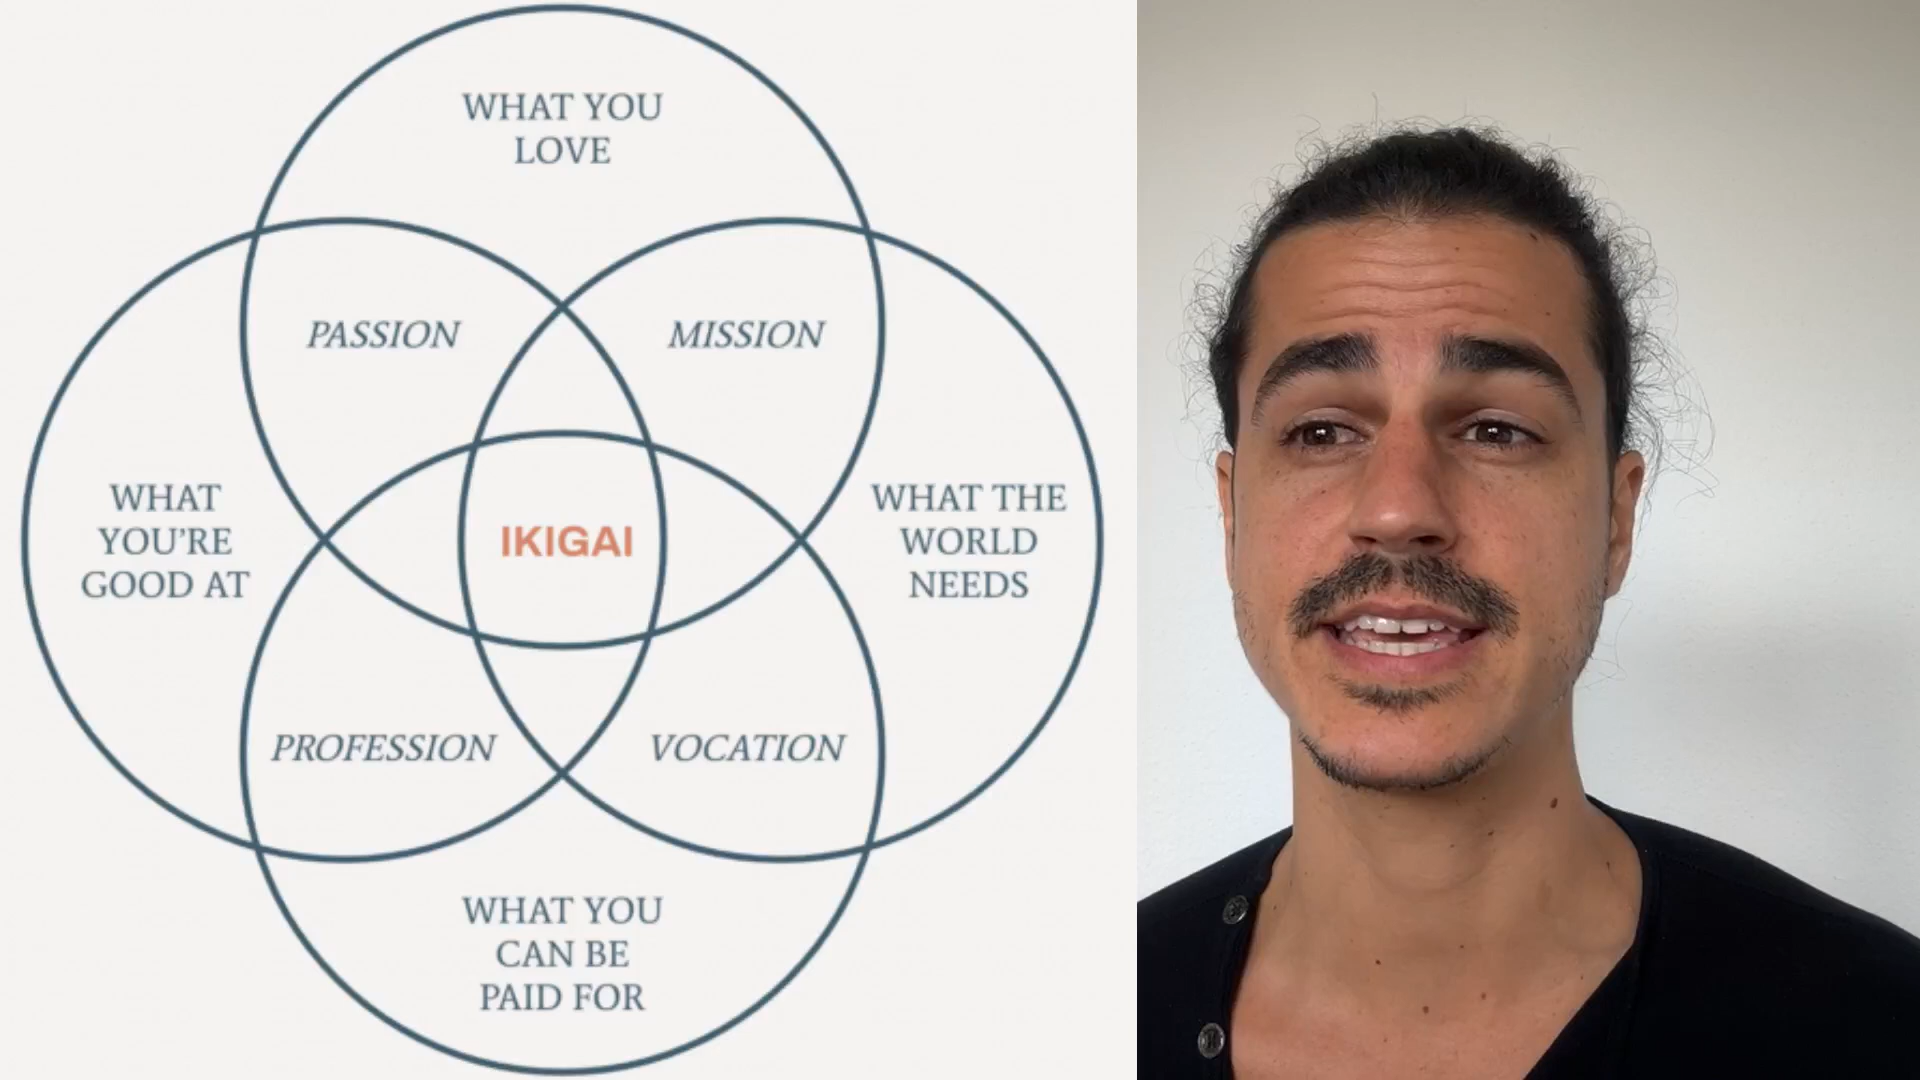 WHAT YOU
LOVE
PASSION
MISSION
WHAT
YOU'RE
GOOD AT
IKIGAI
WHAT THE
WORLD
NEEDS
PROFESSION
VOCATION
WHAT YOU
CAN BE
PAID FOR